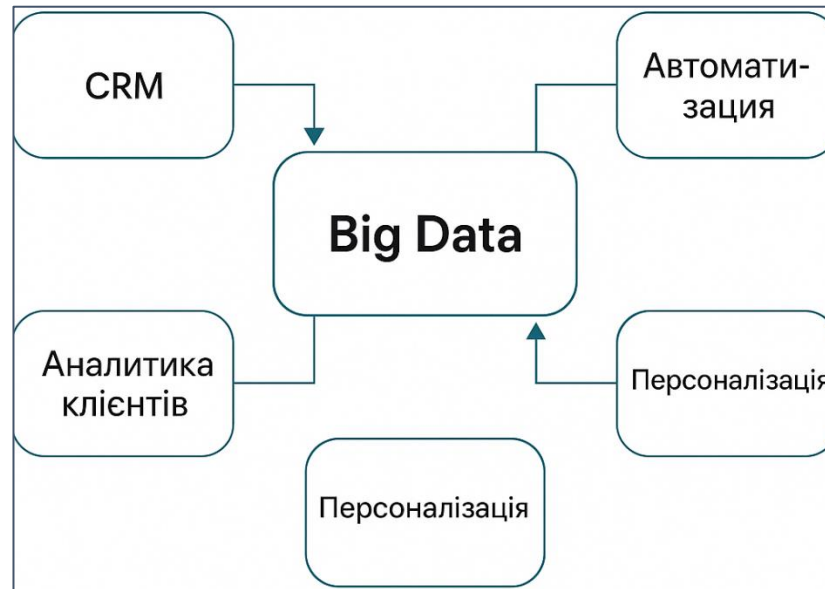 CRM
Автомати-
зация
Big Data
Аналитика
клієнтів
Персоналізація
Персоналізація